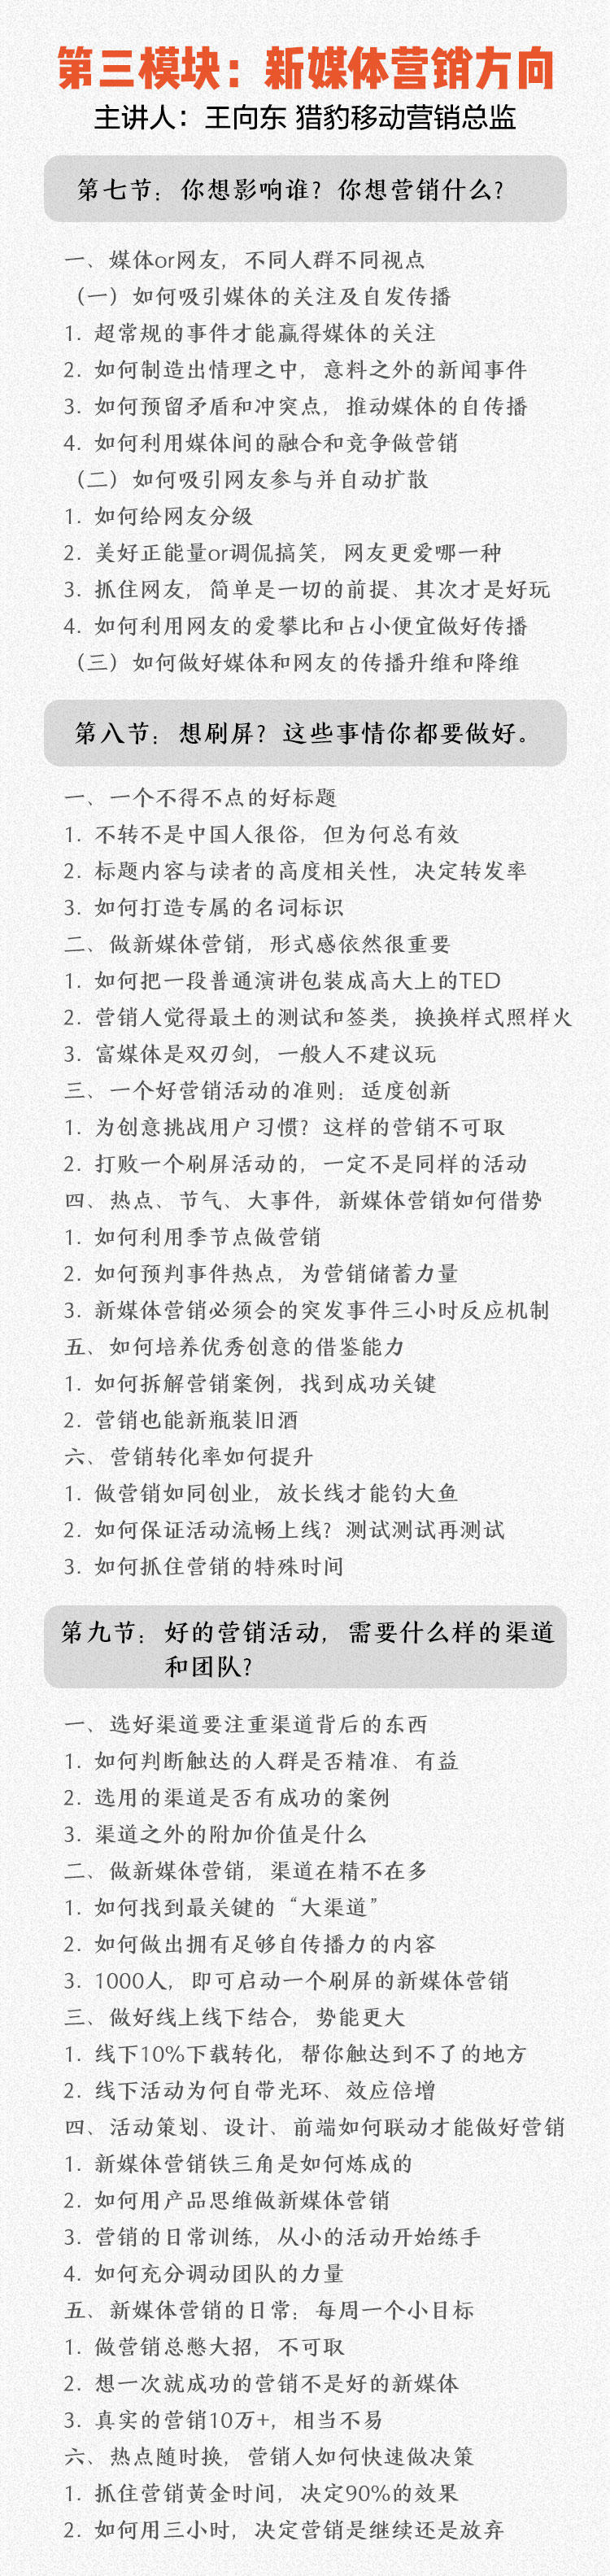 第三模块：新媒体营销方向
主讲人：王向东 猎豹移动营销总监
第七节：你想影响谁？你想营销什么？
一、媒体or网友，不同人群不同视点
（一）如何吸引媒体的关注及自发传播
1. 超常规的事件才能赢得媒体的关注
2. 如何制造出情理之中，意料之外的新闻事件
3. 如何预留矛盾和冲突点，推动媒体的自传播
4. 如何利用媒体间的融合和竞争做营销
（二）如何吸引网友参与并自动扩散
1. 如何给网友分级
2. 美好正能量or调侃搞笑，网友更爱哪一种
3. 抓住网友，简单是一切的前提、其次才是好玩
4. 如何利用网友的爱攀比和占小便宜做好传播
（三）如何做好媒体和网友的传播升维和降维
第八节：想刷屏？这些事情你都要做好。
一、一个不得不点的好标题
1. 不转不是中国人很俗，但为何总有效
2. 标题内容与读者的高度相关性，决定转发率
3. 如何打造专属的名词标识
二、做新媒体营销，形式感依然很重要
1. 如何把一段普通演讲包装成高大上的TED
2. 营销人觉得最土的测试和签类，换换样式照样火
3. 富媒体是双刃剑，一般人不建议玩
三、一个好营销活动的准则：适度创新
1. 为创意挑战用户习惯？这样的营销不可取
2. 打败一个刷屏活动的，一定不是同样的活动
四、热点、节气、大事件，新媒体营销如何借势
1. 如何利用季节点做营销
2. 如何预判事件热点，为营销储蓄力量
3. 新媒体营销必须会的突发事件三小时反应机制
五、如何培养优秀创意的借鉴能力
1. 如何拆解营销案例，找到成功关键
2. 营销也能新瓶装旧酒
六、营销转化率如何提升
1. 做营销如同创业，放长线才能钓大鱼
2. 如何保证活动流畅上线？测试测试再测试
3. 如何抓住营销的特殊时间
第九节：好的营销活动，需要什么样的渠道
和团队？
一、选好渠道要注重渠道背后的东西
1. 如何判断触达的人群是否精准、有益
2. 选用的渠道是否有成功的案例
3. 渠道之外的附加价值是什么
二、做新媒体营销，渠道在精不在多
1. 如何找到最关键的“大渠道”
2. 如何做出拥有足够自传播力的内容
3. 1000人，即可启动一个刷屏的新媒体营销
三、做好线上线下结合，势能更大
1. 线下10%下载转化，帮你触达到不了的地方
2. 线下活动为何自带光环、效应倍增
四、活动策划、设计、前端如何联动才能做好营销
1. 新媒体营销铁三角是如何炼成的
2. 如何用产品思维做新媒体营销
3. 营销的日常训练，从小的活动开始练手
4. 如何充分调动团队的力量
五、新媒体营销的日常：每周一个小目标
1. 做营销总憋大招，不可取
2. 想一次就成功的营销不是好的新媒体
3. 真实的营销10万+，相当不易
六、热点随时换，营销人如何快速做决策
1. 抓住营销黄金时间，决定90%的效果
2. 如何用三小时，决定营销是继续还是放弃